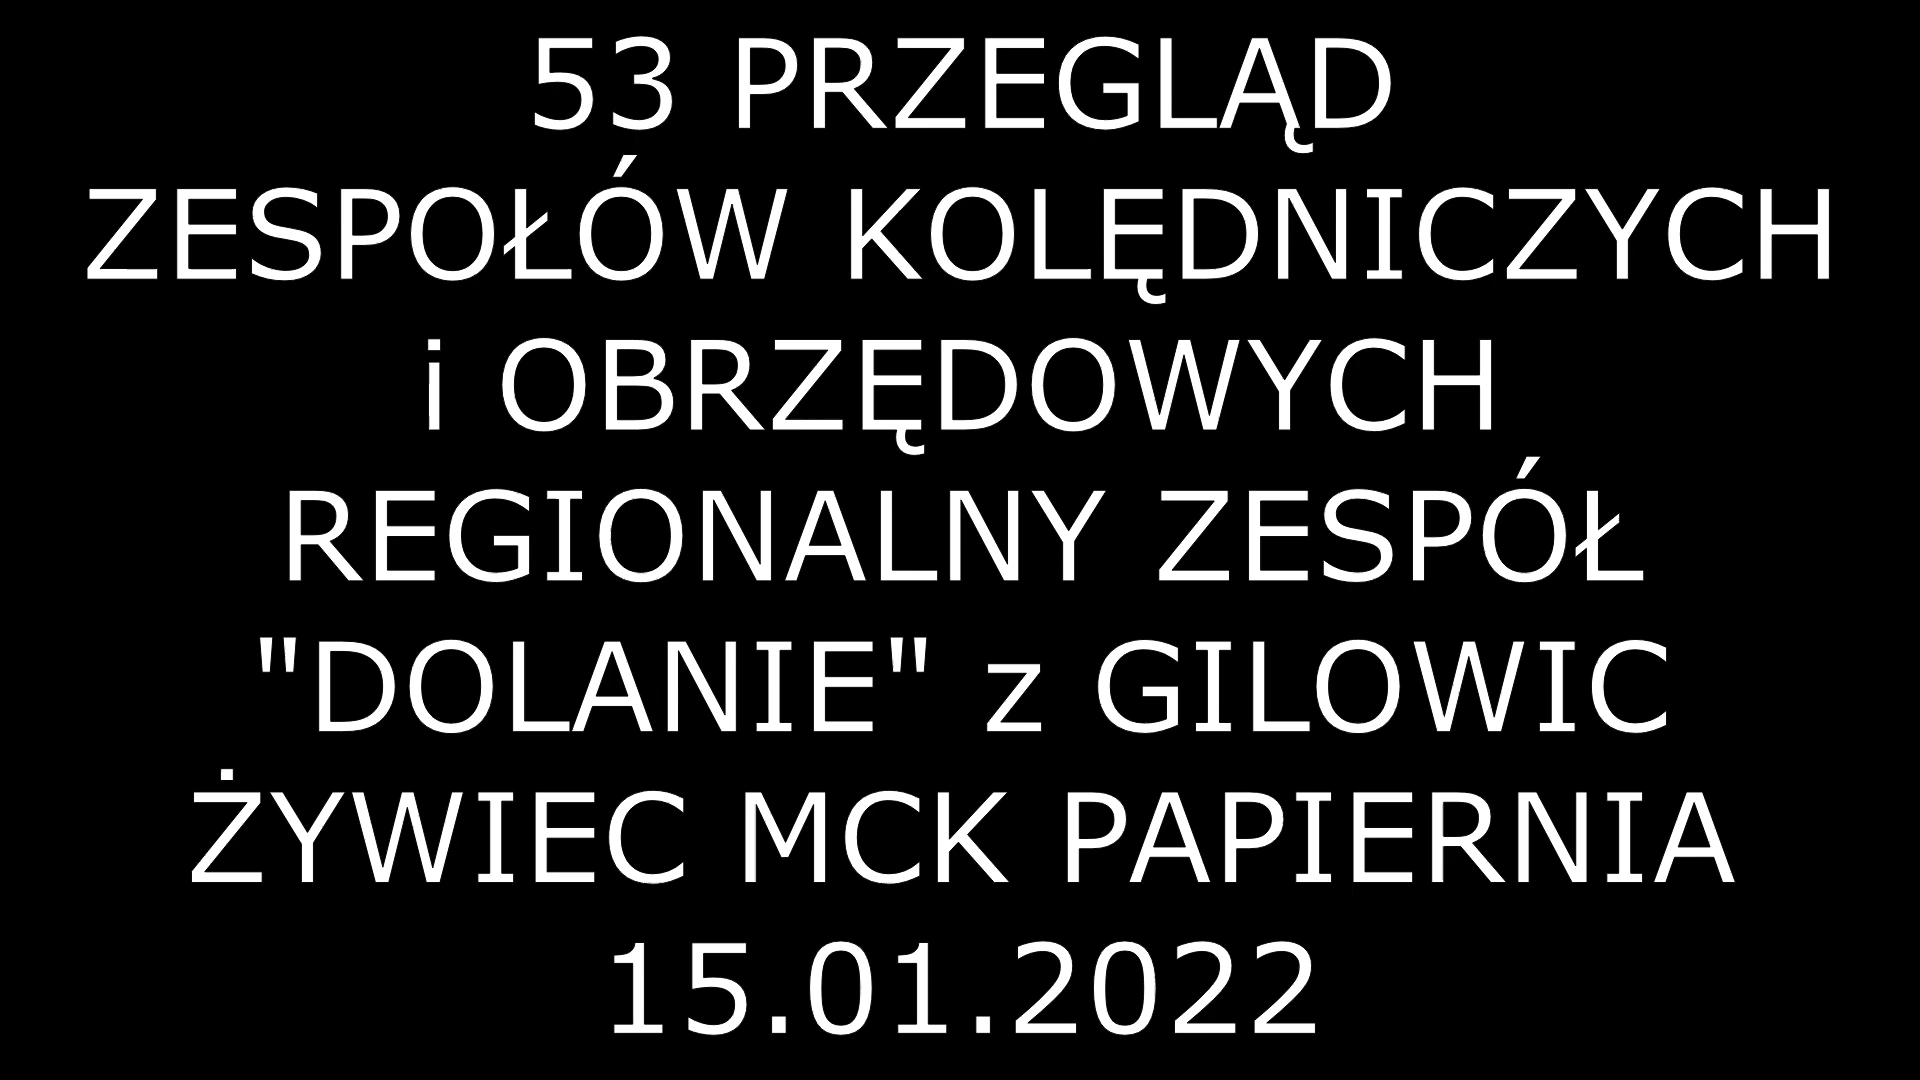 53 PRZEGLĄD
ZESPOŁÓW KOLĘDNICZYCH
i OBRZĘDOWYCH
REGIONALNY ZESPÓŁ
"DOLANIE" z GILOWIC
ŻYWIEC MCK PAPIERNIA
15.01.2022